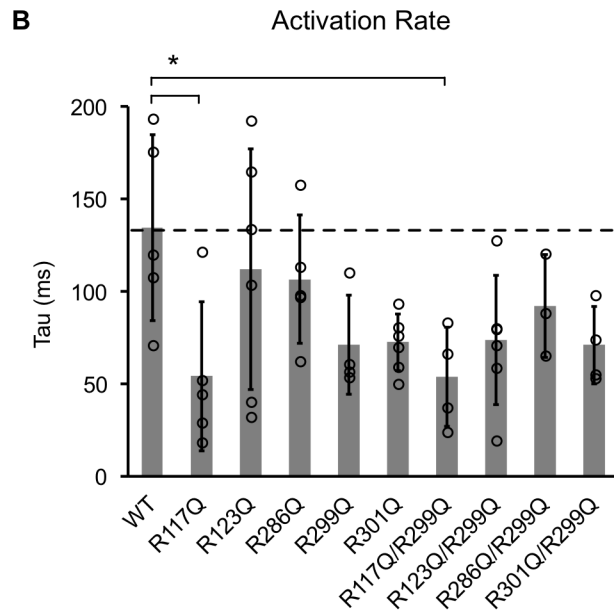 B
Activation Rate
*
200
150
100
50
0
Tau (ms)
WT
R117Q
R123Q
R286Q
R299Q
R301Q
R117Q/R299Q
R123Q/R299Q
R286Q/R299Q
R301Q/R299Q